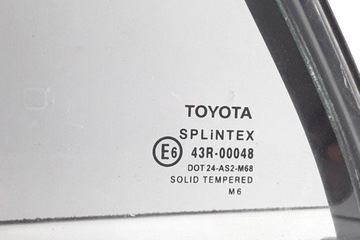 TOYOTA
SPLiNTEX
E6 43R-00048
DOT 24-AS2-M68
SOLID TEMPERED
M6